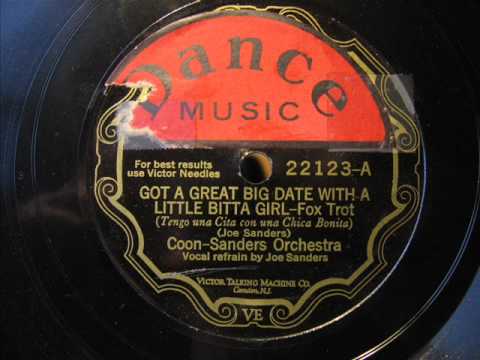 Dance
MUSIC
For best results
use Victor Needles
22123-A
GOT A GREAT BIG DATE WITH A
LITTLE BITTA GIRL-Fox Trot
(Tengo una Cita con una Chica Bonita)
(Joe Sanders)
Coon-Sanders Orchestra
Vocal refrain by Joe Sanders
VICTOR TALKING MACHINE CO.
Camden, N.J.
VE